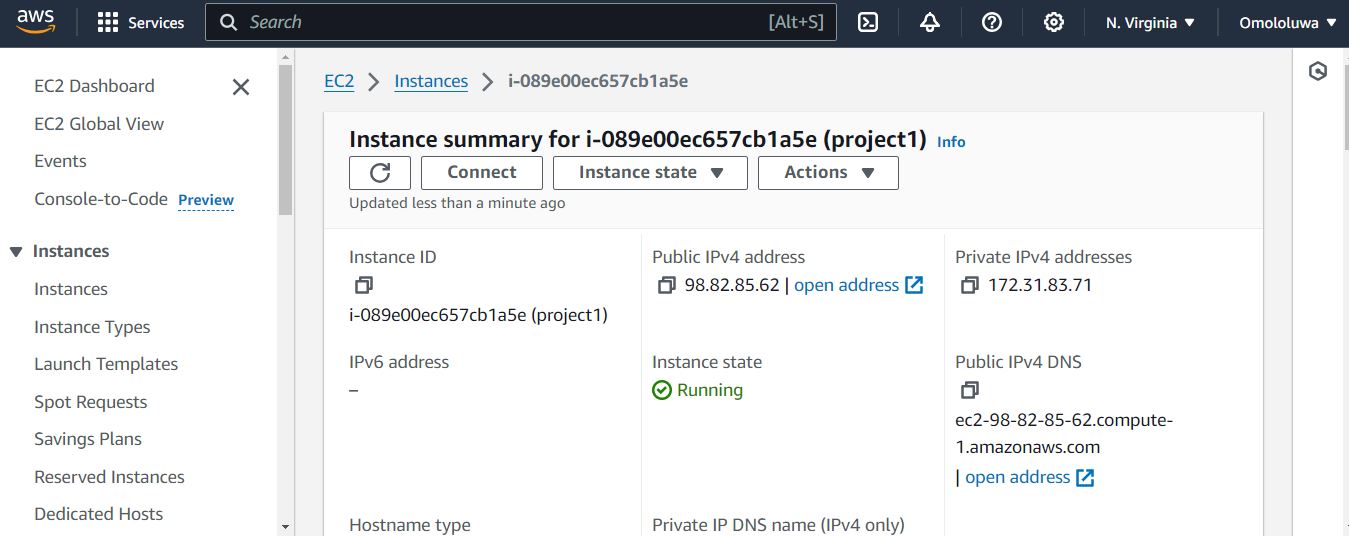 aws
Services
Search
[Alt+S]
N. Virginia
Omololuwa
EC2 Dashboard
EC2 Global View
Events
Console-to-Code Preview
Instances
Instances
Instance Types
Launch Templates
Spot Requests
Savings Plans
Reserved Instances
Dedicated Hosts
EC2
Instances
i-089e00ec657cb1a5e
Instance summary for i-089e00ec657cb1a5e (project1) Info
Connect
Instance state
Actions
Updated less than a minute ago
Instance ID
i-089e00ec657cb1a5e (project1)
Public IPv4 address
98.82.85.62 | open address
Private IPv4 addresses
172.31.83.71
IPv6 address
–
Instance state
Running
Public IPv4 DNS
ec2-98-82-85-62.compute-
1.amazonaws.com
| open address
Hostname type
Private IP DNS name (IPv4 only)